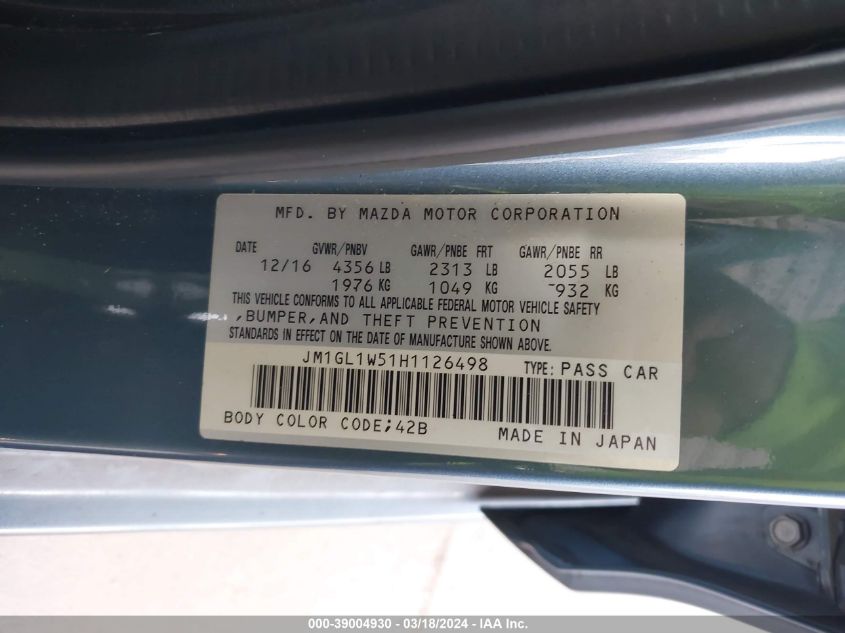 MFD. BY MAZDA MOTOR CORPORATION
DATE GVWR/PNBV GAWR/PNBE FRT GAWR/PNBE RR
12/16 4356 LB 2313 LB 2055 LB
1976 KG 1049 KG 932 KG
THIS VEHICLE CONFORMS TO ALL APPLICABLE FEDERAL MOTOR VEHICLE SAFETY
,BUMPER,AND THEFT PREVENTION
STANDARDS IN EFFECT ON THE DATE OF MANUFACTURE SHOWN ABOVE.
JM1GL1W51H1126498 TYPE: PASS CAR
BODY COLOR CODE;42B MADE IN JAPAN
000-39004930 - 03/18/2024 - IAA Inc.